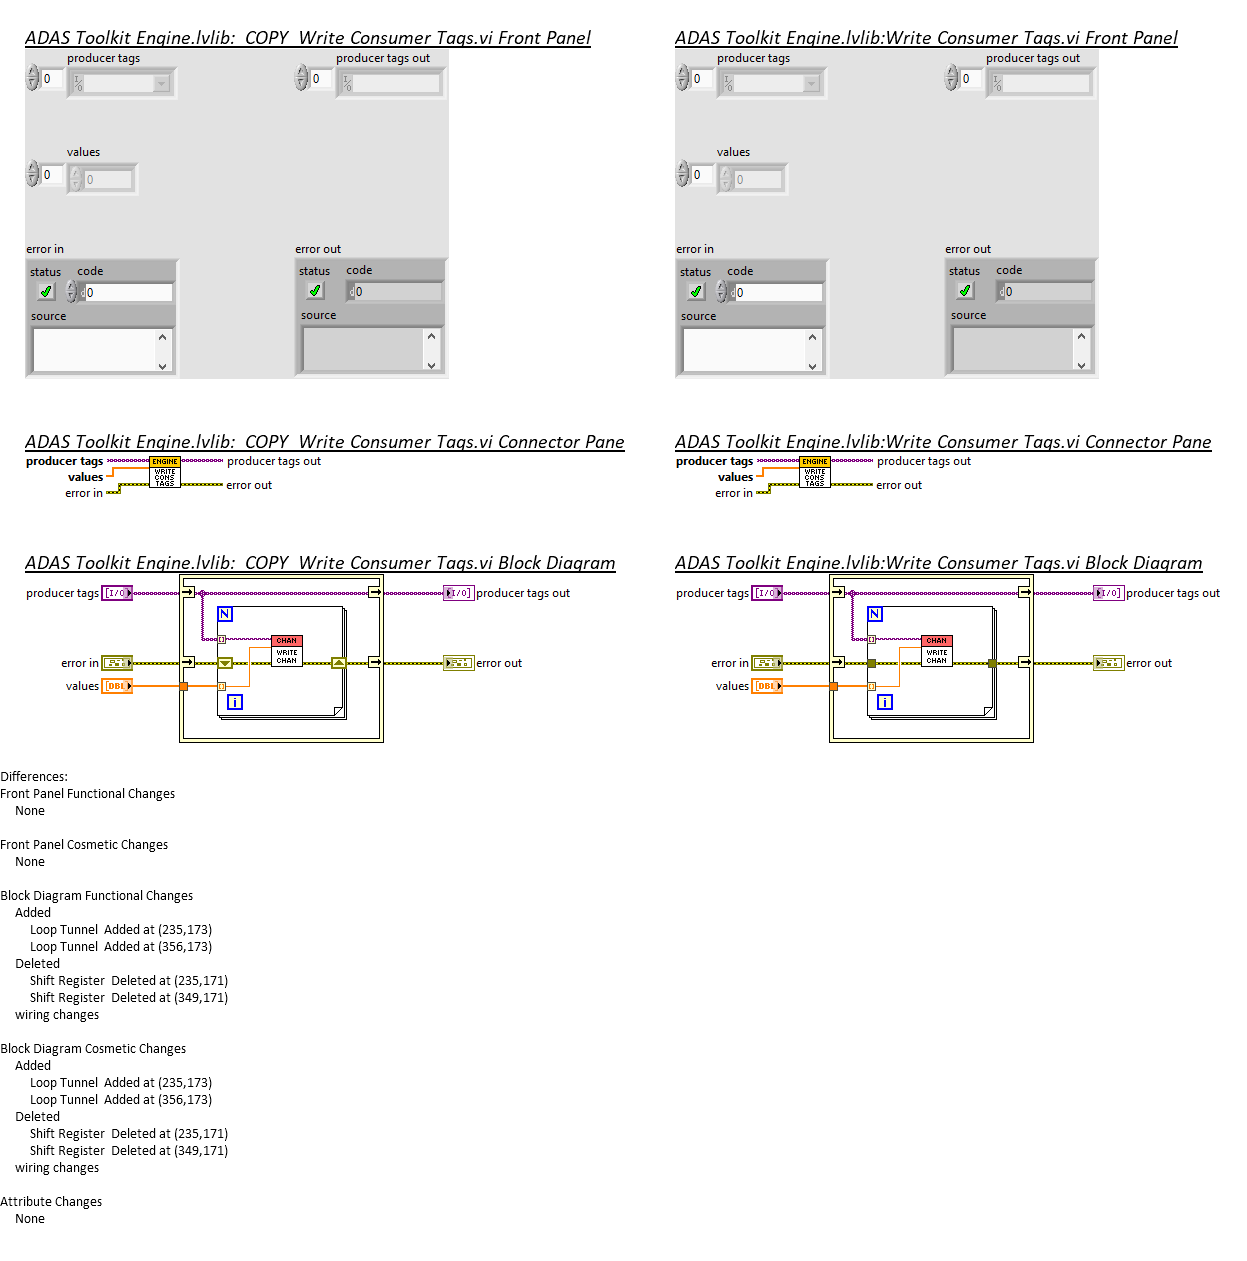 ADAS Toolkit Engine.lvlib:  COPY  Write Consumer Tags.vi Front Panel
producer tags
0
I/O
producer tags out
0
I/O
values
0
0
error in
status
code
d0
source
error out
status
code
d0
source
ADAS Toolkit Engine.lvlib:Write Consumer Tags.vi Front Panel
producer tags
0
I/O
producer tags out
0
I/O
values
0
0
error in
status
code
d0
source
error out
status
code
d0
source
ADAS Toolkit Engine.lvlib:  COPY  Write Consumer Tags.vi Connector Pane
producer tags
values
error in
ENGINE
WRITE
CONS
TAGS
producer tags out
error out
ADAS Toolkit Engine.lvlib:Write Consumer Tags.vi Connector Pane
producer tags
values
error in
ENGINE
WRITE
CONS
TAGS
producer tags out
error out
ADAS Toolkit Engine.lvlib:  COPY  Write Consumer Tags.vi Block Diagram
producer tags
[I/O
N
CHAN
WRITE
CHAN
I/O]
producer tags out
error in
error out
values
[DBL
i
ADAS Toolkit Engine.lvlib:Write Consumer Tags.vi Block Diagram
producer tags
[I/O
N
CHAN
WRITE
CHAN
I/O]
producer tags out
error in
error out
values
[DBL
i
Differences:
Front Panel Functional Changes
None
Front Panel Cosmetic Changes
None
Block Diagram Functional Changes
Added
Loop Tunnel  Added at (235,173)
Loop Tunnel  Added at (356,173)
Deleted
Shift Register  Deleted at (235,171)
Shift Register  Deleted at (349,171)
wiring changes
Block Diagram Cosmetic Changes
Added
Loop Tunnel  Added at (235,173)
Loop Tunnel  Added at (356,173)
Deleted
Shift Register  Deleted at (235,171)
Shift Register  Deleted at (349,171)
wiring changes
Attribute Changes
None